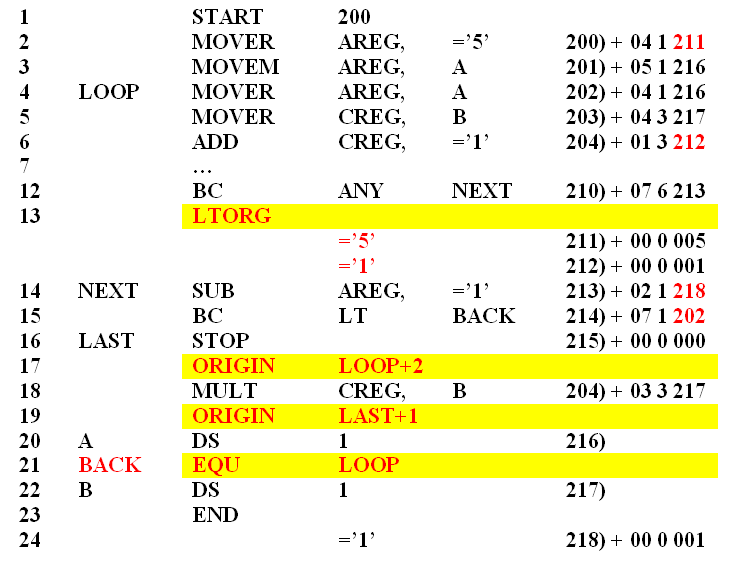 1 START 200
2 MOVER AREG, =’5’ 200) + 04 1 211
3 MOVEM AREG, A 201) + 05 1 216
4 LOOP MOVER AREG, A 202) + 04 1 216
5 MOVER CREG, B 203) + 04 3 217
6 ADD CREG, =’1’ 204) + 01 3 212
7 …
12 BC ANY NEXT 210) + 07 6 213
13 LTORG
=’5’ 211) + 00 0 005
=’1’ 212) + 00 0 001
14 NEXT SUB AREG, =’1’ 213) + 02 1 218
15 BC LT BACK 214) + 07 1 202
16 LAST STOP 215) + 00 0 000
17 ORIGIN LOOP+2
18 MULT CREG, B 204) + 03 3 217
19 ORIGIN LAST+1
20 A DS 1 216)
21 BACK EQU LOOP
22 B DS 1 217)
23 END
24 =’1’ 218) + 00 0 001